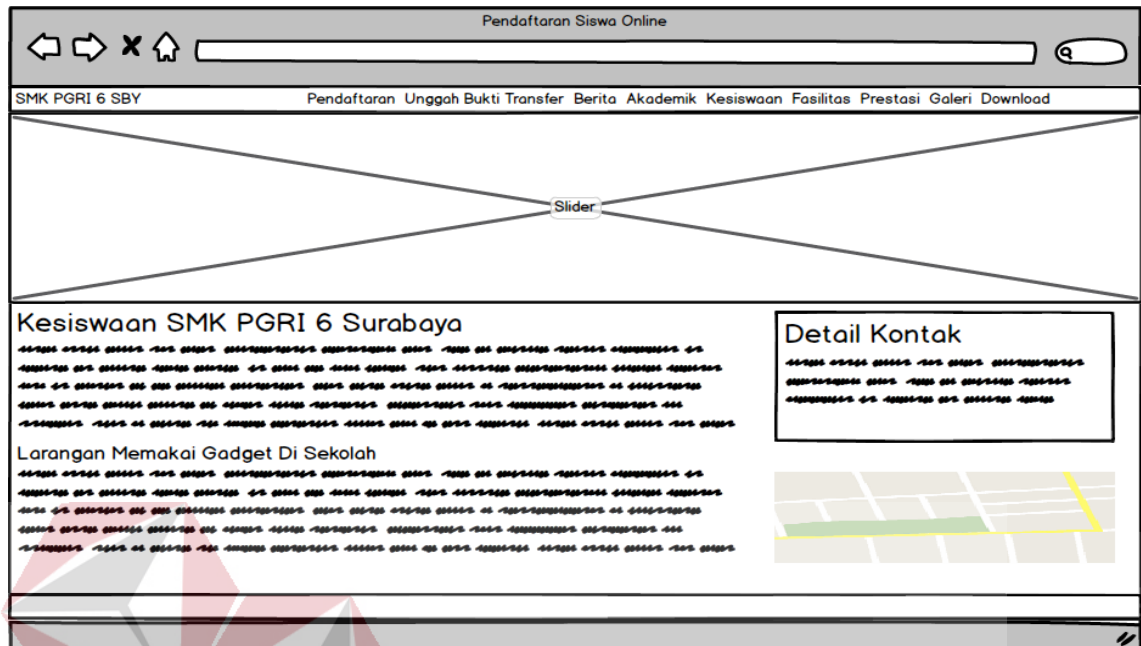 Pendaftaran Siswa Online
SMK PGRI 6 SBY Pendaftaran Unggah Bukti Transfer Berita Akademik Kesiswaan Fasilitas Prestasi Galeri Download
Slider
Kesiswaan SMK PGRI 6 Surabaya
Larangan Memakai Gadget Di Sekolah
Detail Kontak